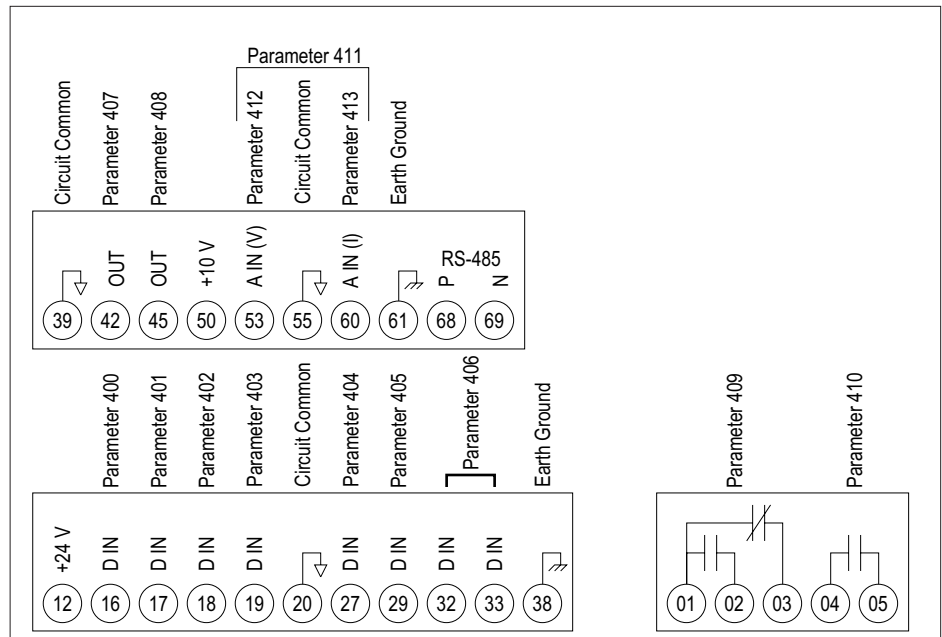 Parameter 411
Circuit Common
Parameter 407
Parameter 408
Parameter 412
Circuit Common
Parameter 413
Earth Ground
OUT
OUT
+10 V
A IN (V)
A IN (I)
RS-485
P
N
39 42 45 50 53 55 60 61 68 69
Parameter 400
Parameter 401
Parameter 402
Parameter 403
Circuit Common
Parameter 404
Parameter 405
Parameter 406
Earth Ground
Parameter 409
Parameter 410
+24 V
D IN
D IN
D IN
D IN
D IN
D IN
D IN
D IN
12 16 17 18 19 20 27 29 32 33 38
01 02 03 04 05